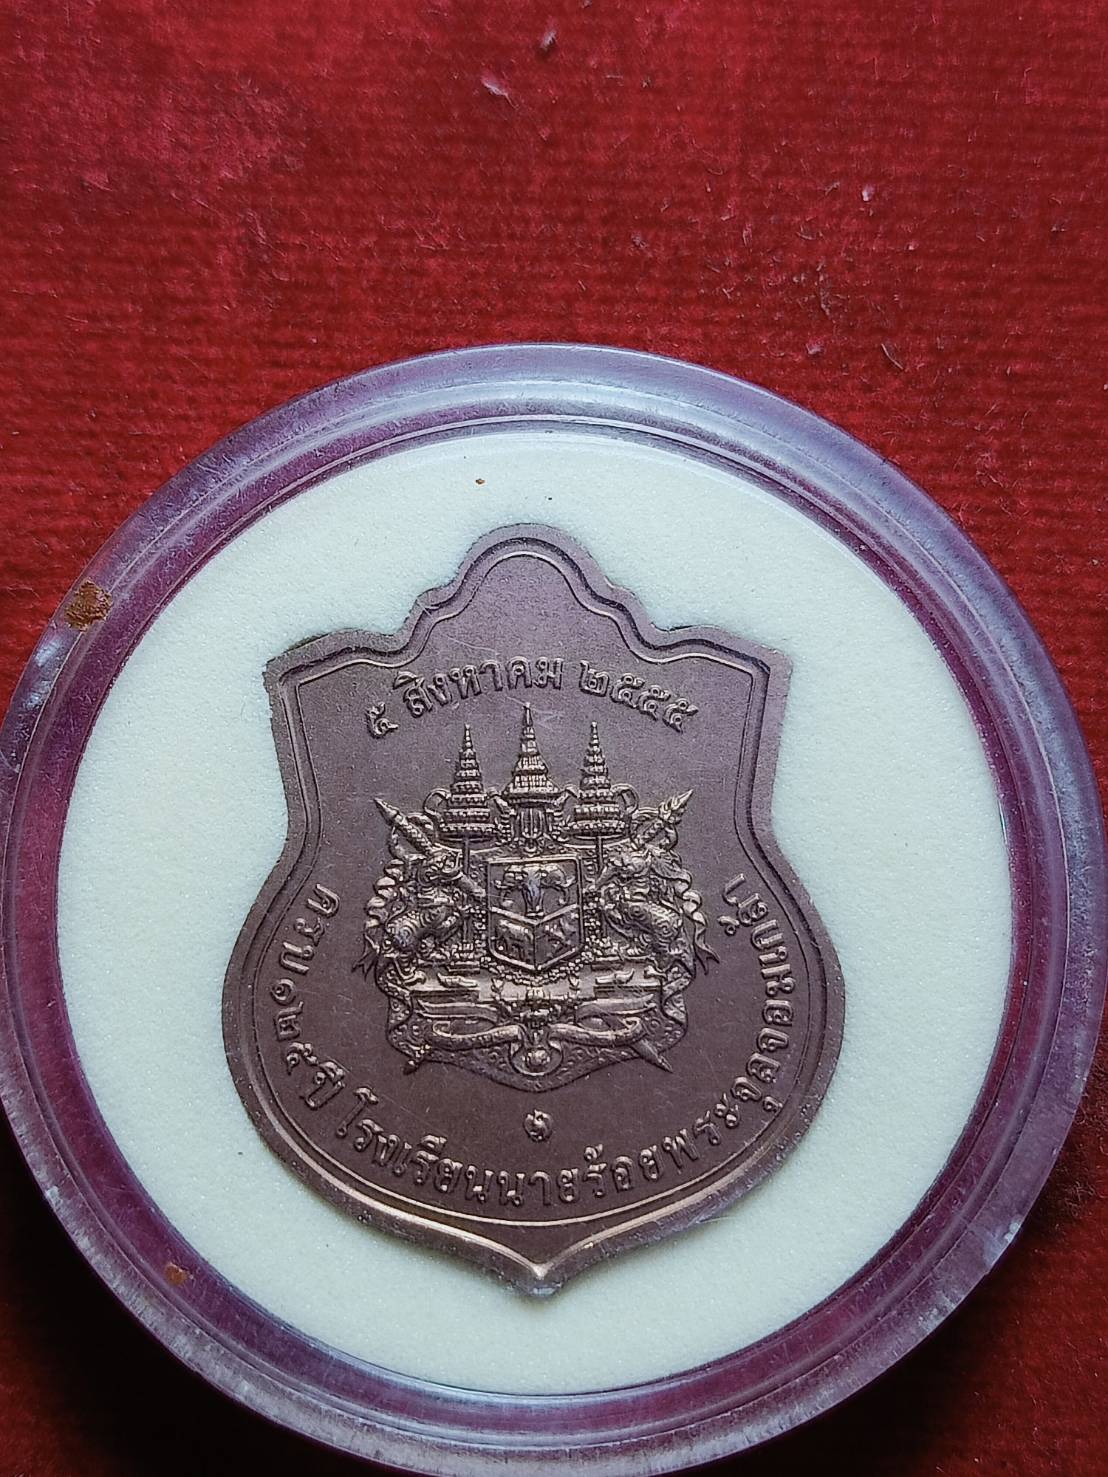 ๕ สิงหาคม ๒๕๕๕
ครบ ๑๒๕ ปี โรงเรียนนายร้อยพระจุลจอมเกล้า